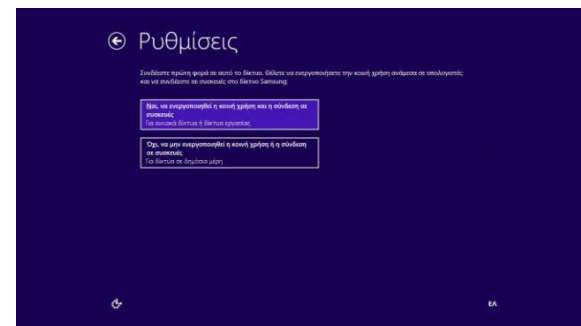 Ρυθμίσεις
Συνδέεστε πρώτη φορά σε αυτό το δίκτυο. Θέλετε να ενεργοποιήσετε την κοινή χρήση ανάμεσα σε υπολογιστές
και να συνδέεστε σε συσκευές στο δίκτυο Samsung;
Ναι, να ενεργοποιηθεί η κοινή χρήση και η σύνδεση σε
συσκευές
Για οικιακά δίκτυα ή δίκτυα εργασίας
Όχι, να μην ενεργοποιηθεί η κοινή χρήση ή η σύνδεση
σε συσκευές
Για δίκτυα σε δημόσια μέρη
ΕΛ